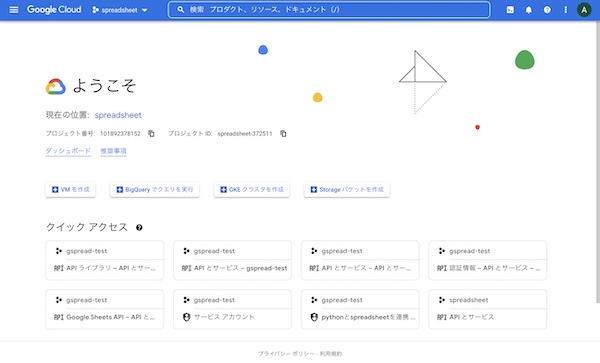 Google Cloud spreadsheet 検索 プロダクト、リソース、ドキュメント（/） A
ようこそ
現在の位置: spreadsheet
プロジェクト番号: 101892378152 プロジェクト ID: spreadsheet-372511
ダッシュボード 推奨事項
VM を作成 BigQuery でクエリを実行 GKE クラスタを作成 Storage バケットを作成
クイック アクセス
gspread-test gspread-test gspread-test gspread-test
API API ライブラリ – API とサー... API API とサービス – gspread-test API API とサービス – API とサー... API 認証情報 – API とサービス – ...
gspread-test gspread-test gspread-test spreadsheet
API Google Sheets API – API と... サービス アカウント pythonとspreadsheetを連携 ... API API とサービス
プライバシー ポリシー · 利用規約